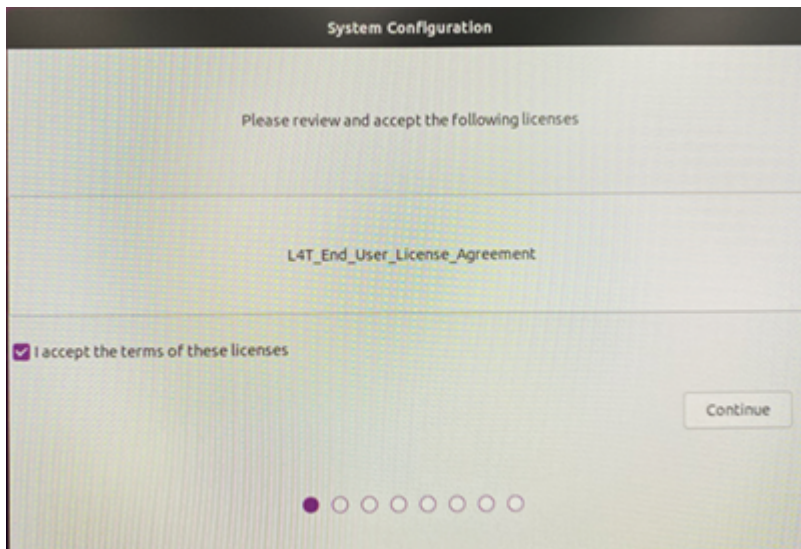 System Configuration
Please review and accept the following licenses
L4T_End_User_License_Agreement
I accept the terms of these licenses
Continue